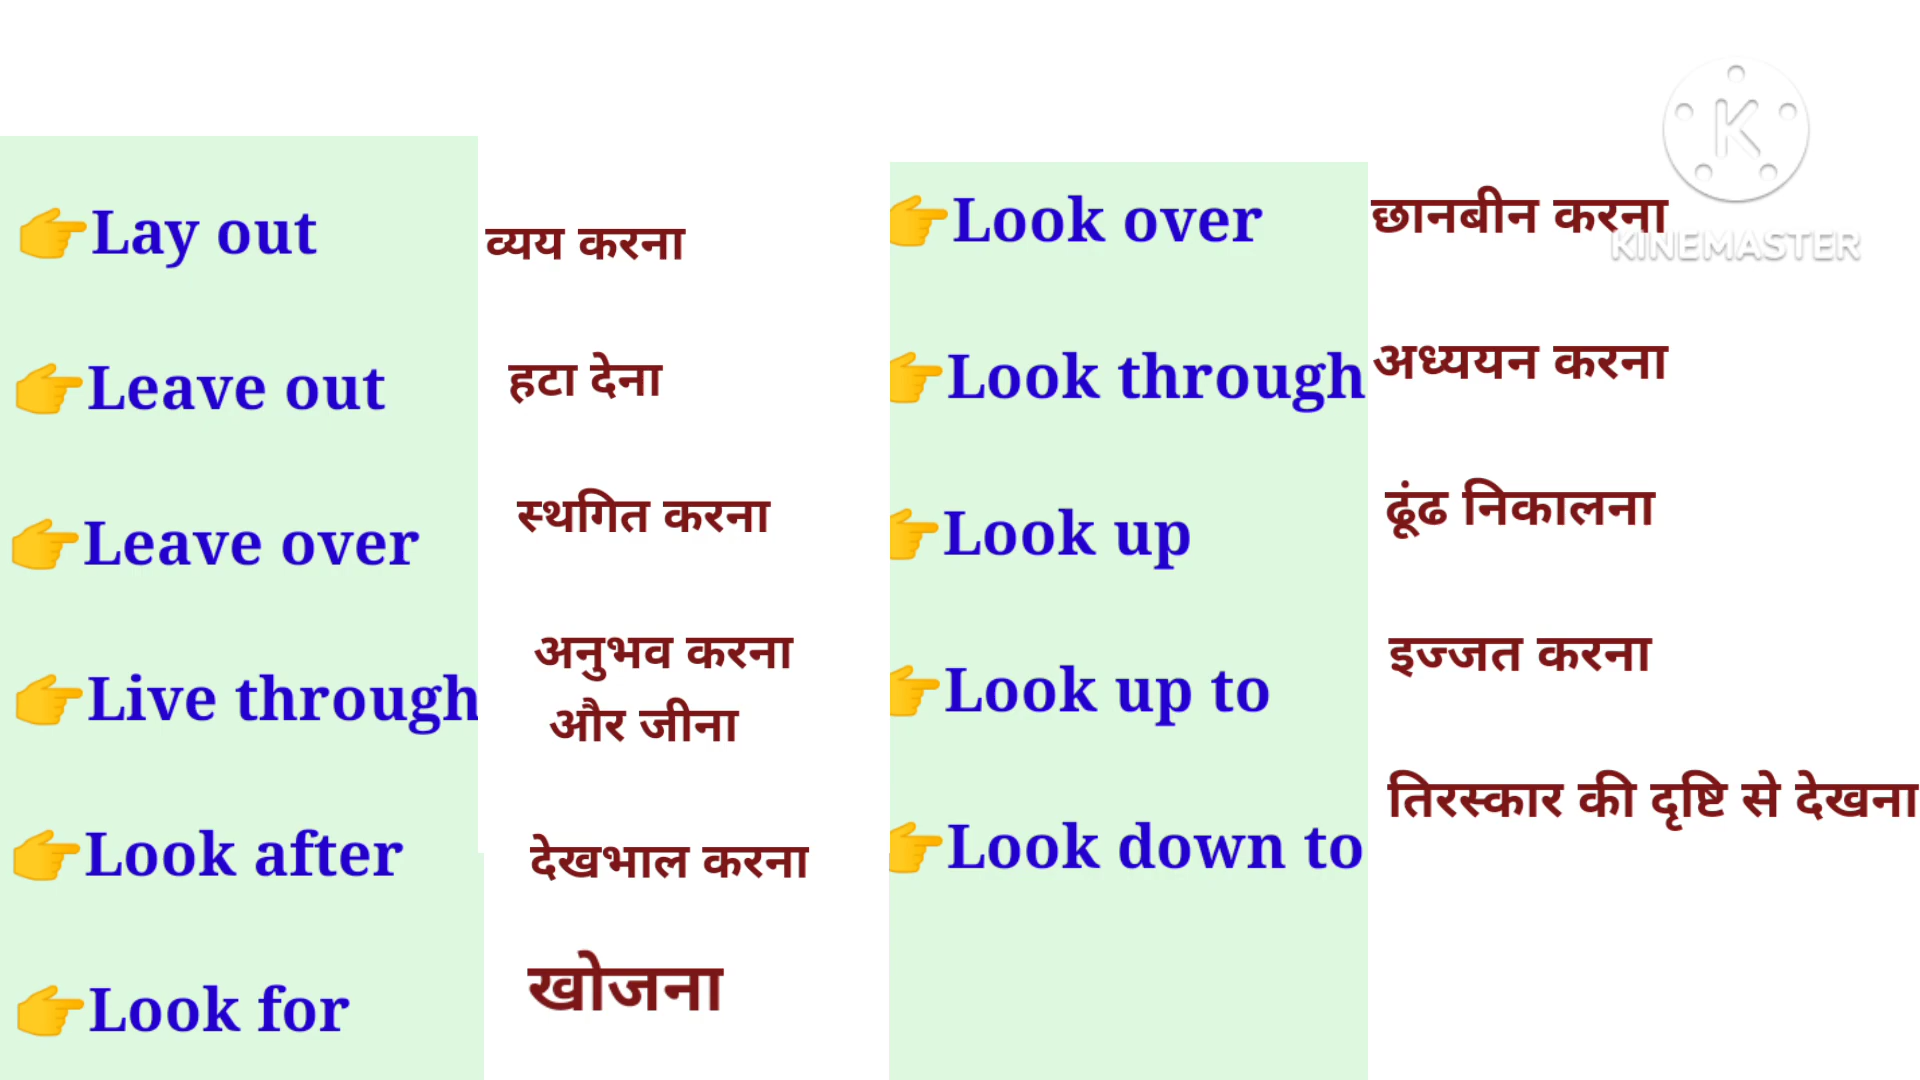 👉Lay out व्यय करना
👉Leave out हटा देना
👉Leave over स्थगित करना
👉Live through अनुभव करना
और जीना
👉Look after देखभाल करना
👉Look for खोजना
👉Look over छानबीन करना
👉Look through अध्ययन करना
👉Look up ढूंढ निकालना
👉Look up to इज्जत करना
👉Look down to तिरस्कार की दृष्टि से देखना
K
KINEMASTER